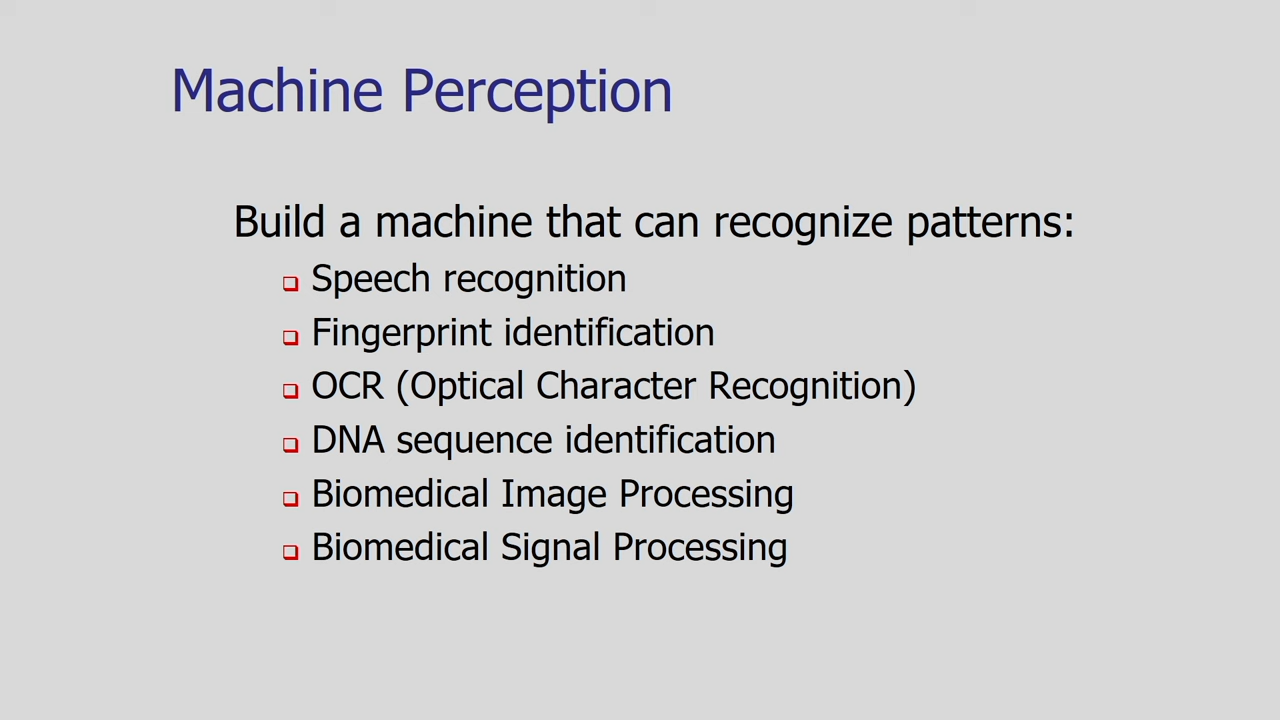 Machine Perception
Build a machine that can recognize patterns:
Speech recognition
Fingerprint identification
OCR (Optical Character Recognition)
DNA sequence identification
Biomedical Image Processing
Biomedical Signal Processing